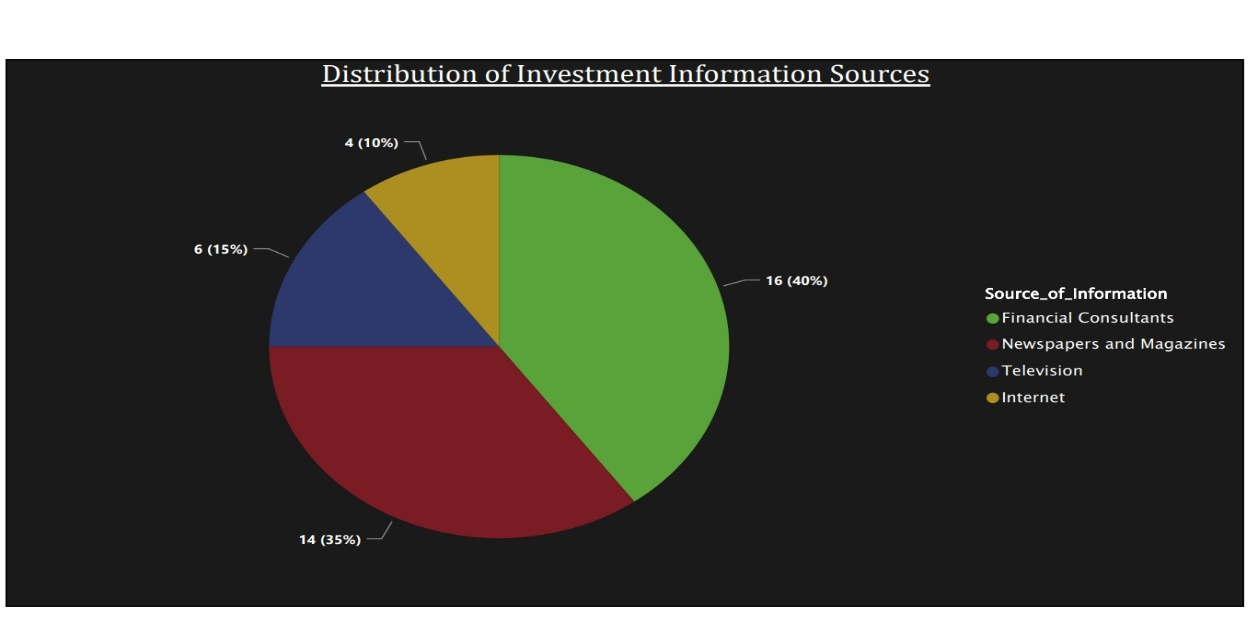 Distribution of Investment Information Sources
4 (10%)
6 (15%)
16 (40%)
14 (35%)
Source_of_Information
Financial Consultants
Newspapers and Magazines
Television
Internet